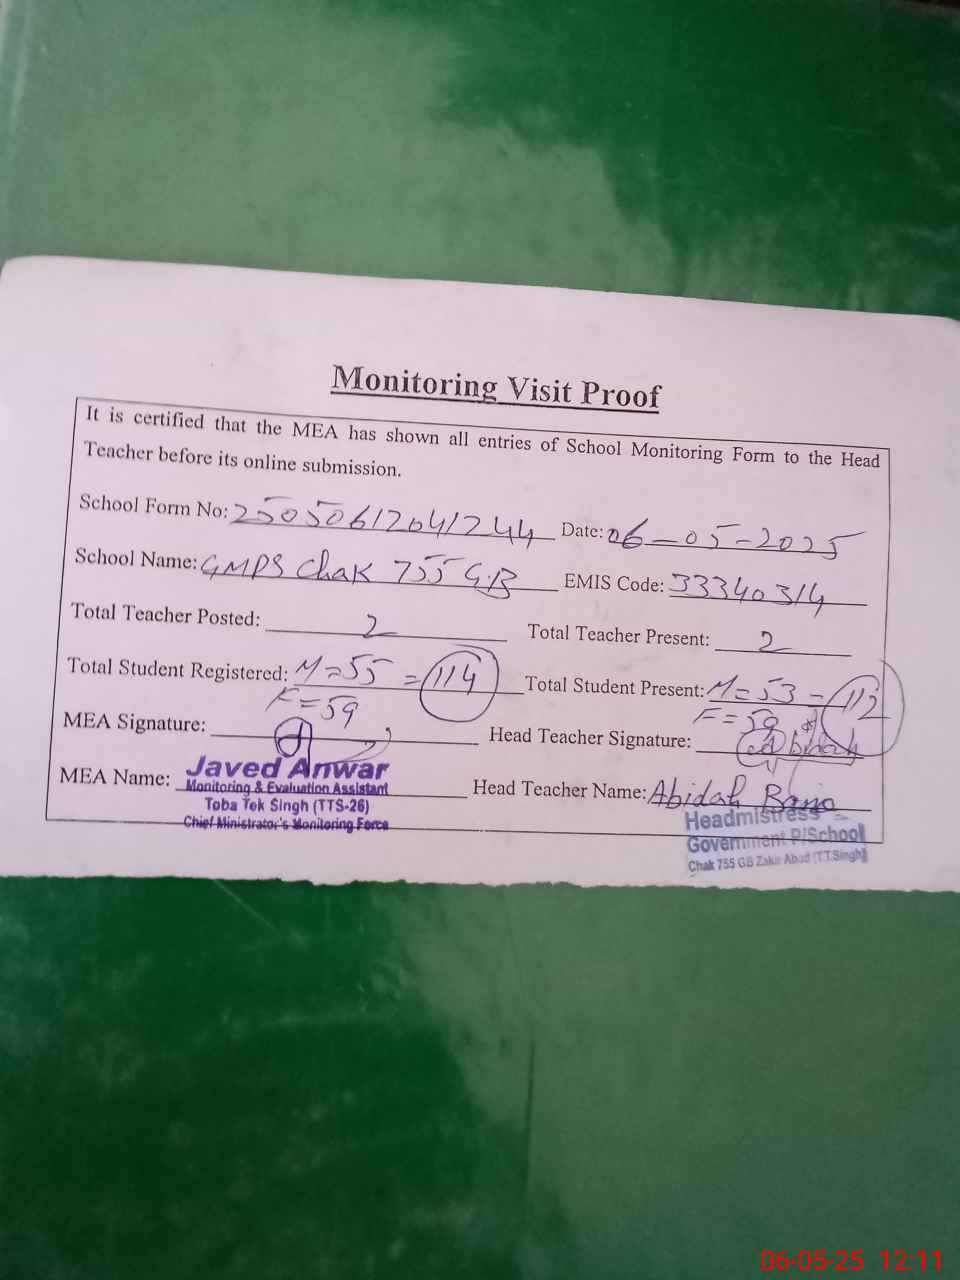 Monitoring Visit Proof
It is certified that the MEA has shown all entries of School Monitoring Form to the Head
Teacher before its online submission.
School Form No: 25050612041244 Date: 06-05-2025
School Name: GMPS Chak 755 G.B EMIS Code: 33340314
Total Teacher Posted: 2 Total Teacher Present: 2
Total Student Registered: M=55 = 114 Total Student Present: M=53 - 112
F=59 F=59
MEA Signature: Head Teacher Signature:
MEA Name: Javed Anwar Head Teacher Name: Abidah Bano
Monitoring & Evaluation Assistant
Toba Tek Singh (TTS-26)
Chief Minister's Monitoring Force
Headmistress
Government P/School
Chak 755 GB Zakir Abad (T.T.Singh)
06-05-25 12:11